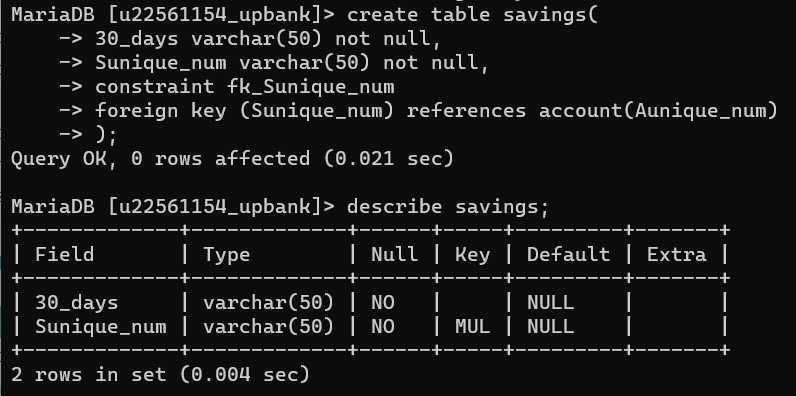 MariaDB [u22561154_upbank]> create table savings(
    -> 30_days varchar(50) not null,
    -> Sunique_num varchar(50) not null,
    -> constraint fk_Sunique_num
    -> foreign key (Sunique_num) references account(Aunique_num)
    -> );
Query OK, 0 rows affected (0.021 sec)

MariaDB [u22561154_upbank]> describe savings;
+-------------+-------------+------+-----+---------+-------+
| Field       | Type        | Null | Key | Default | Extra |
+-------------+-------------+------+-----+---------+-------+
| 30_days     | varchar(50) | NO   |     | NULL    |       |
| Sunique_num | varchar(50) | NO   | MUL | NULL    |       |
+-------------+-------------+------+-----+---------+-------+
2 rows in set (0.004 sec)